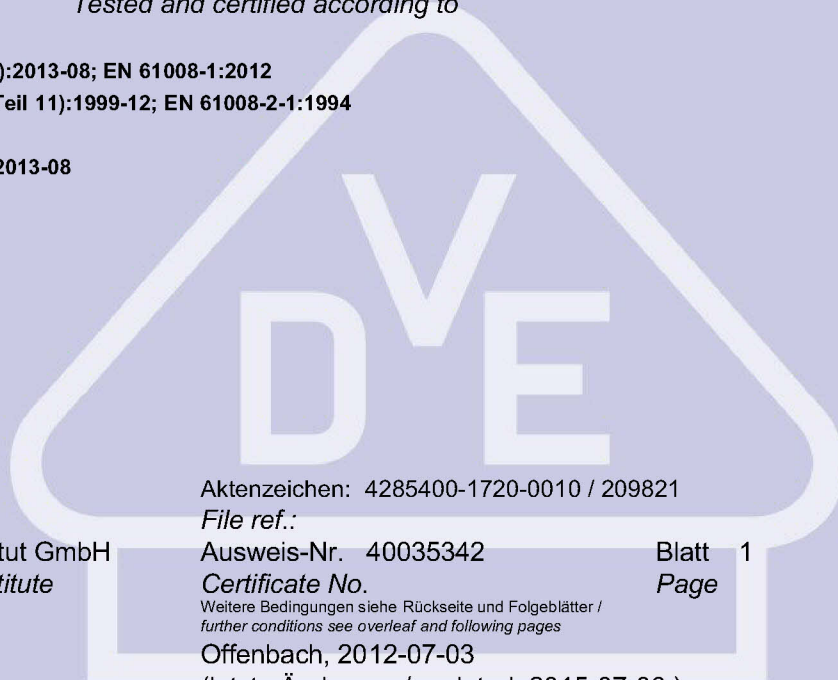 Tested and certified according to
):2013-08; EN 61008-1:2012
Teil 11):1999-12; EN 61008-2-1:1994
2013-08
DVE
Aktenzeichen: 4285400-1720-0010 / 209821
File ref.:
tut GmbH Ausweis-Nr. 40035342 Blatt 1
titute Certificate No. Page
Weitere Bedingungen siehe Rückseite und Folgeblätter /
further conditions see overleaf and following pages
Offenbach, 2012-07-03